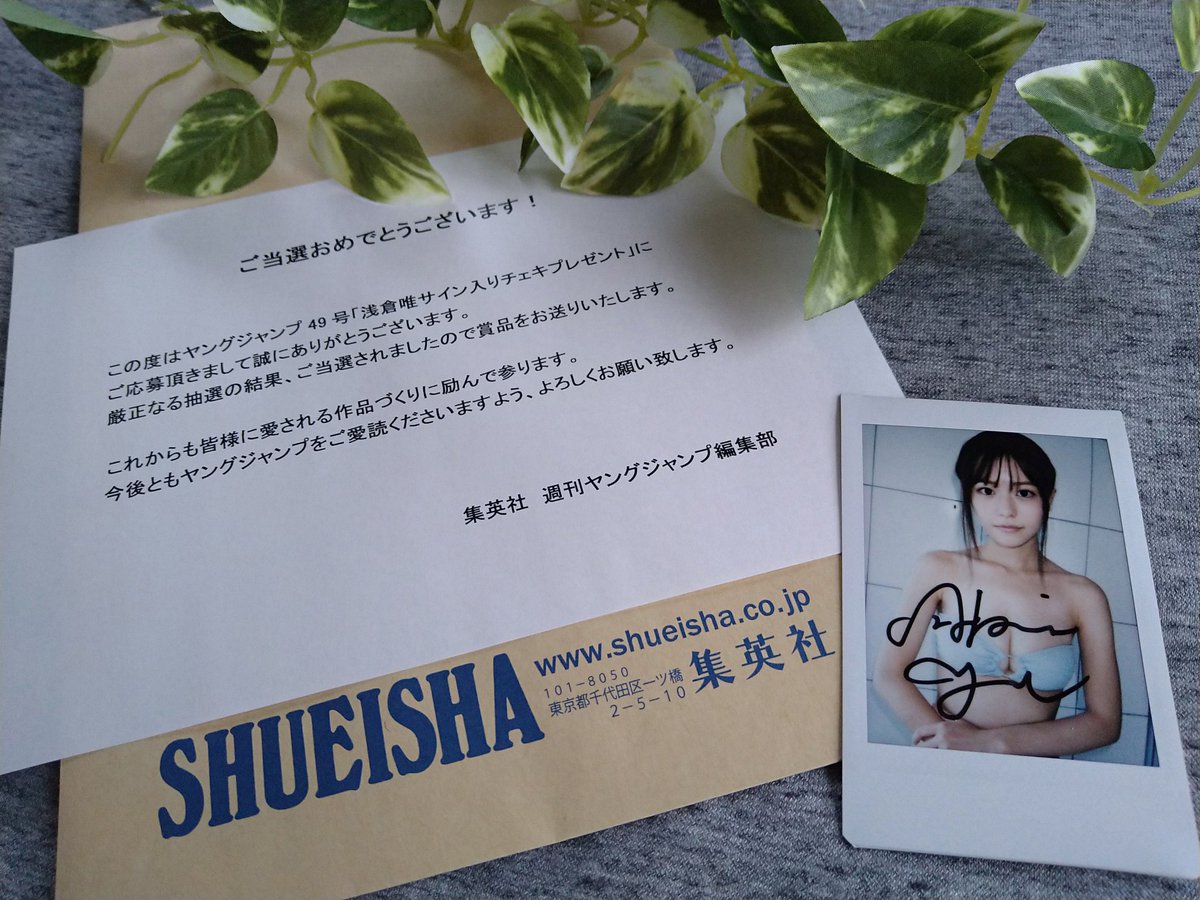 ご当選おめでとうございます！
この度はヤングジャンプ 49 号「浅倉唯サイン入りチェキプレゼント」に
ご応募頂きまして誠にありがとうございます。
厳正なる抽選の結果、ご当選されましたので賞品をお送りいたします。
これからも皆様に愛される作品づくりに励んで参ります。
今後ともヤングジャンプをご愛読くださいますよう、よろしくお願い致します。
集英社　週刊ヤングジャンプ編集部
SHUEISHA
www.shueisha.co.jp
101-8050
東京都千代田区一ツ橋
2-5-10
集英社